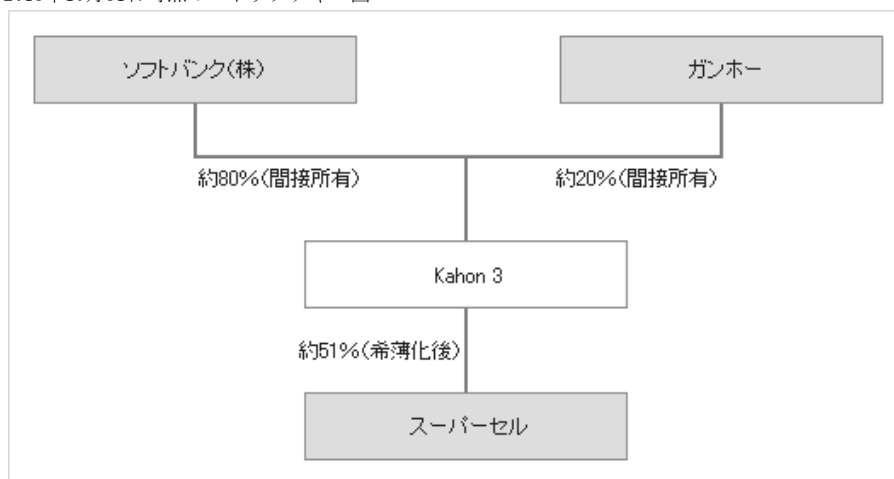 ソフトバンク(株)
ガンホー
約80%(間接所有)
約20%(間接所有)
Kahon 3
約51%(希薄化後)
スーパーセル